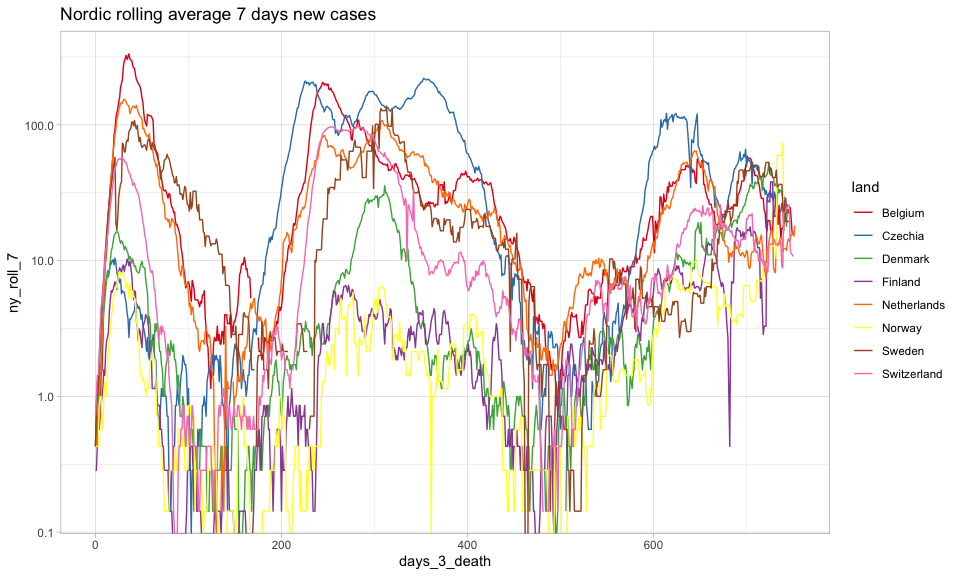 Nordic rolling average 7 days new cases
ny_roll_7
100.0
10.0
1.0
0.1
0
200
400
600
days_3_death
land
Belgium
Czechia
Denmark
Finland
Netherlands
Norway
Sweden
Switzerland